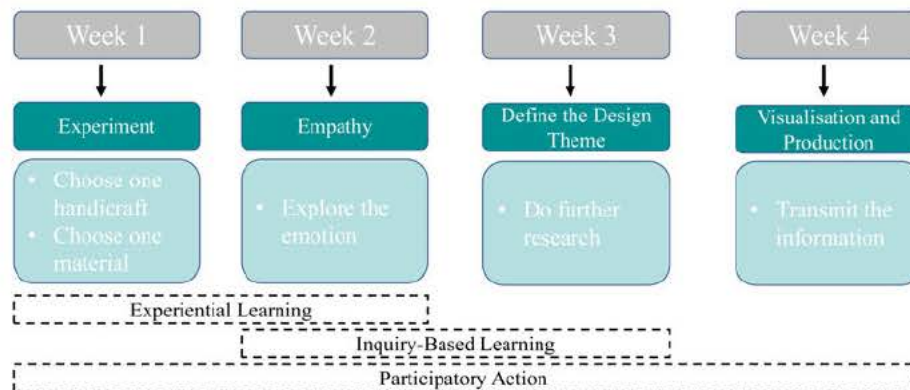 Week 1
Week 2
Week 3
Week 4
Experiment
Empathy
Define the Design
Theme
Visualisation and
Production
• Choose one
handicraft
• Choose one
material
• Explore the
emotion
• Do further
research
• Transmit the
information
Experiential Learning
Inquiry-Based Learning
Participatory Action